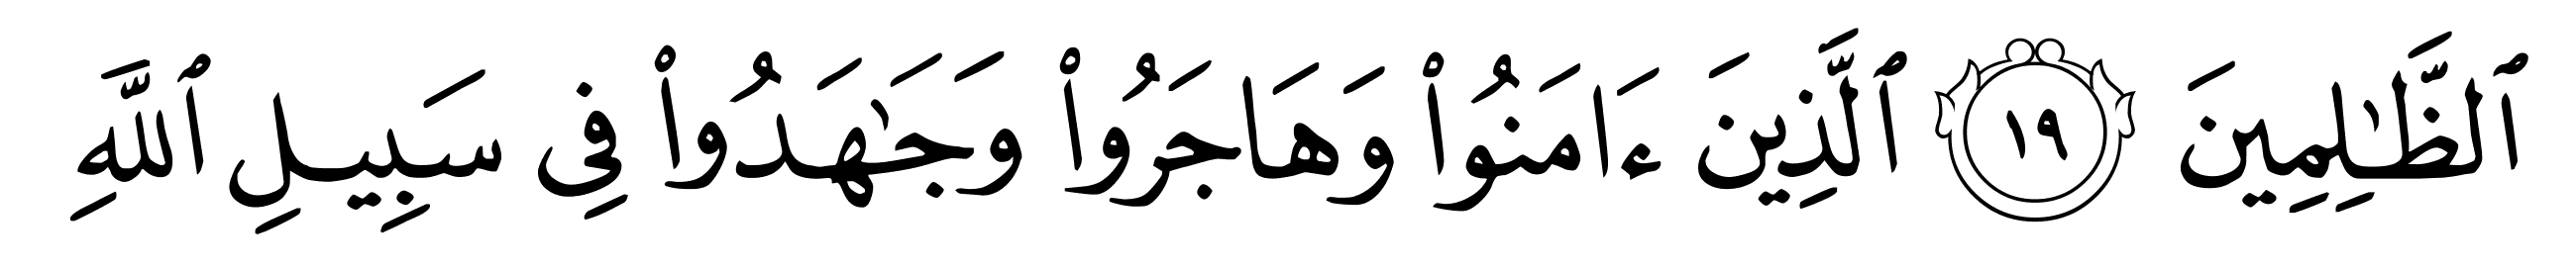 ٱلظَّـٰلِمِينَ ١٩ ٱلَّذِينَ ءَامَنُوا۟ وَهَاجَرُوا۟ وَجَـٰهَدُوا۟ فِى سَبِيلِ ٱللَّهِ